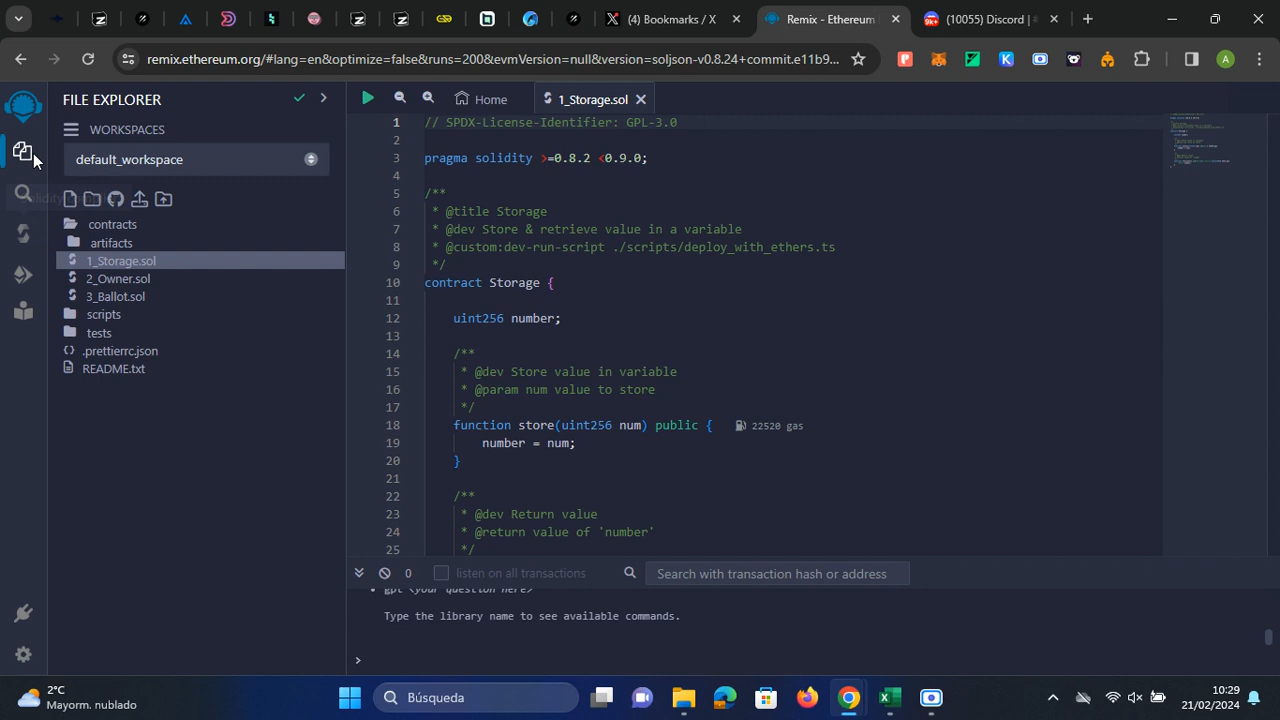 (4) Bookmarks / X
Remix - Ethereum
(10055) Discord | #
9k+
remix.ethereum.org/#lang=en&optimize=false&runs=200&evmVersion=null&version=soljson-v0.8.24+commit.e11b9...
A
FILE EXPLORER
WORKSPACES
default_workspace
contracts
artifacts
1_Storage.sol
2_Owner.sol
3_Ballot.sol
scripts
tests
.prettierrc.json
README.txt
Home
1_Storage.sol
1 // SPDX-License-Identifier: GPL-3.0
2
3 pragma solidity >=0.8.2 <0.9.0;
4
5 /**
6 * @title Storage
7 * @dev Store & retrieve value in a variable
8 * @custom:dev-run-script ./scripts/deploy_with_ethers.ts
9 */
10 contract Storage {
11
12 uint256 number;
13
14 /**
15 * @dev Store value in variable
16 * @param num value to store
17 */
18 function store(uint256 num) public { 22520 gas
19 number = num;
20 }
21
22 /**
23 * @dev Return value
24 * @return value of 'number'
25 */
0 listen on all transactions Search with transaction hash or address
• gpt <your question here>
Type the library name to see available commands.
>
2°C
Mayorm. nublado
Búsqueda
10:29
21/02/2024